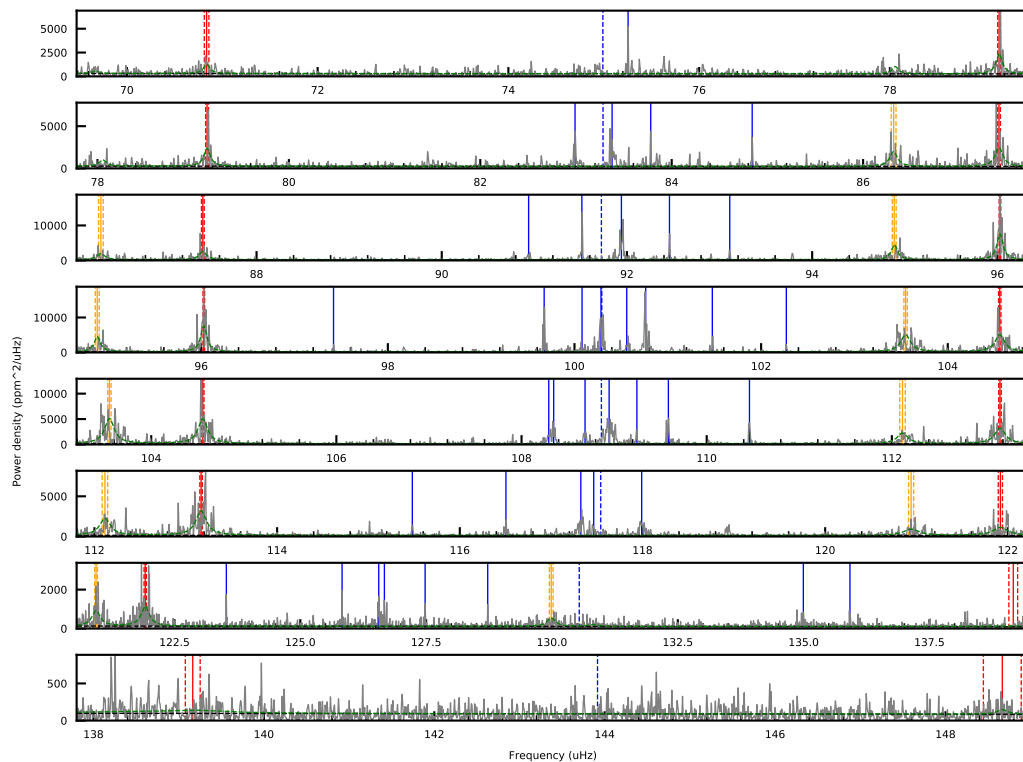 5000
2500
0
70 72 74 76 78
5000
0
78 80 82 84 86
10000
0
88 90 92 94 96
10000
0
96 98 100 102 104
10000
5000
0
104 106 108 110 112
5000
0
112 114 116 118 120 122
2000
0
122.5 125.0 127.5 130.0 132.5 135.0 137.5
500
0
138 140 142 144 146 148
Power density (ppm^2/uHz)
Frequency (uHz)